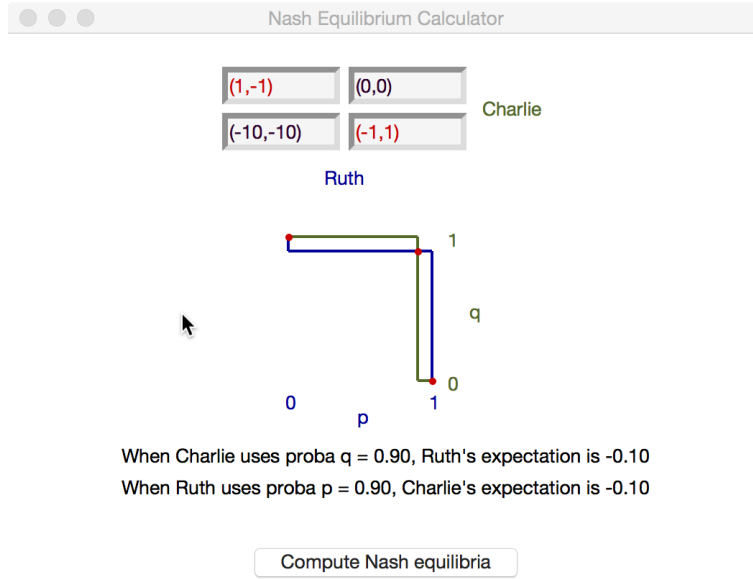 Nash Equilibrium Calculator
(1,-1) (0,0)
Charlie
(-10,-10) (-1,1)
Ruth
1
q
0
0 1
p
When Charlie uses proba q = 0.90, Ruth's expectation is -0.10
When Ruth uses proba p = 0.90, Charlie's expectation is -0.10
Compute Nash equilibria